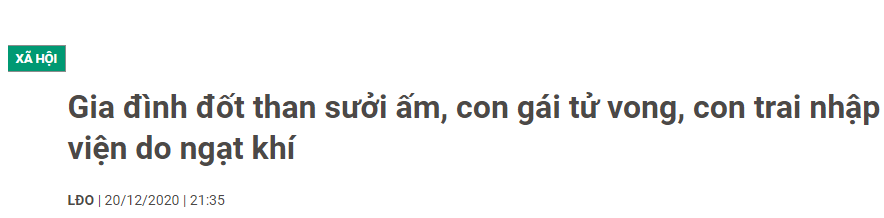 XÃ HỘI
Gia đình đốt than sưởi ấm, con gái tử vong, con trai nhập
viện do ngạt khí
LĐO | 20/12/2020 | 21:35